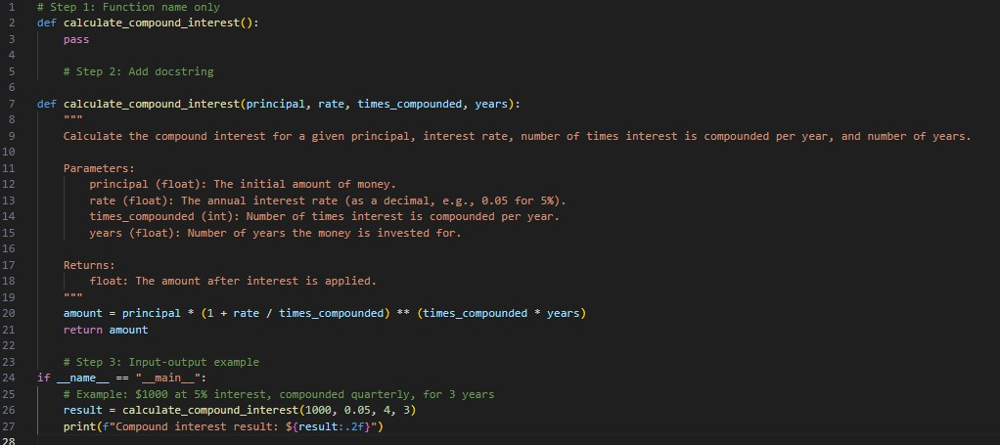 1 # Step 1: Function name only
2 def calculate_compound_interest():
3     pass
4
5     # Step 2: Add docstring
6
7 def calculate_compound_interest(principal, rate, times_compounded, years):
8     """
9     Calculate the compound interest for a given principal, interest rate, number of times interest is compounded per year, and number of years.
10
11     Parameters:
12         principal (float): The initial amount of money.
13         rate (float): The annual interest rate (as a decimal, e.g., 0.05 for 5%).
14         times_compounded (int): Number of times interest is compounded per year.
15         years (float): Number of years the money is invested for.
16
17     Returns:
18         float: The amount after interest is applied.
19     """
20     amount = principal * (1 + rate / times_compounded) ** (times_compounded * years)
21     return amount
22
23     # Step 3: Input-output example
24 if __name__ == "__main__":
25     # Example: $1000 at 5% interest, compounded quarterly, for 3 years
26     result = calculate_compound_interest(1000, 0.05, 4, 3)
27     print(f"Compound interest result: ${result:.2f}")
28